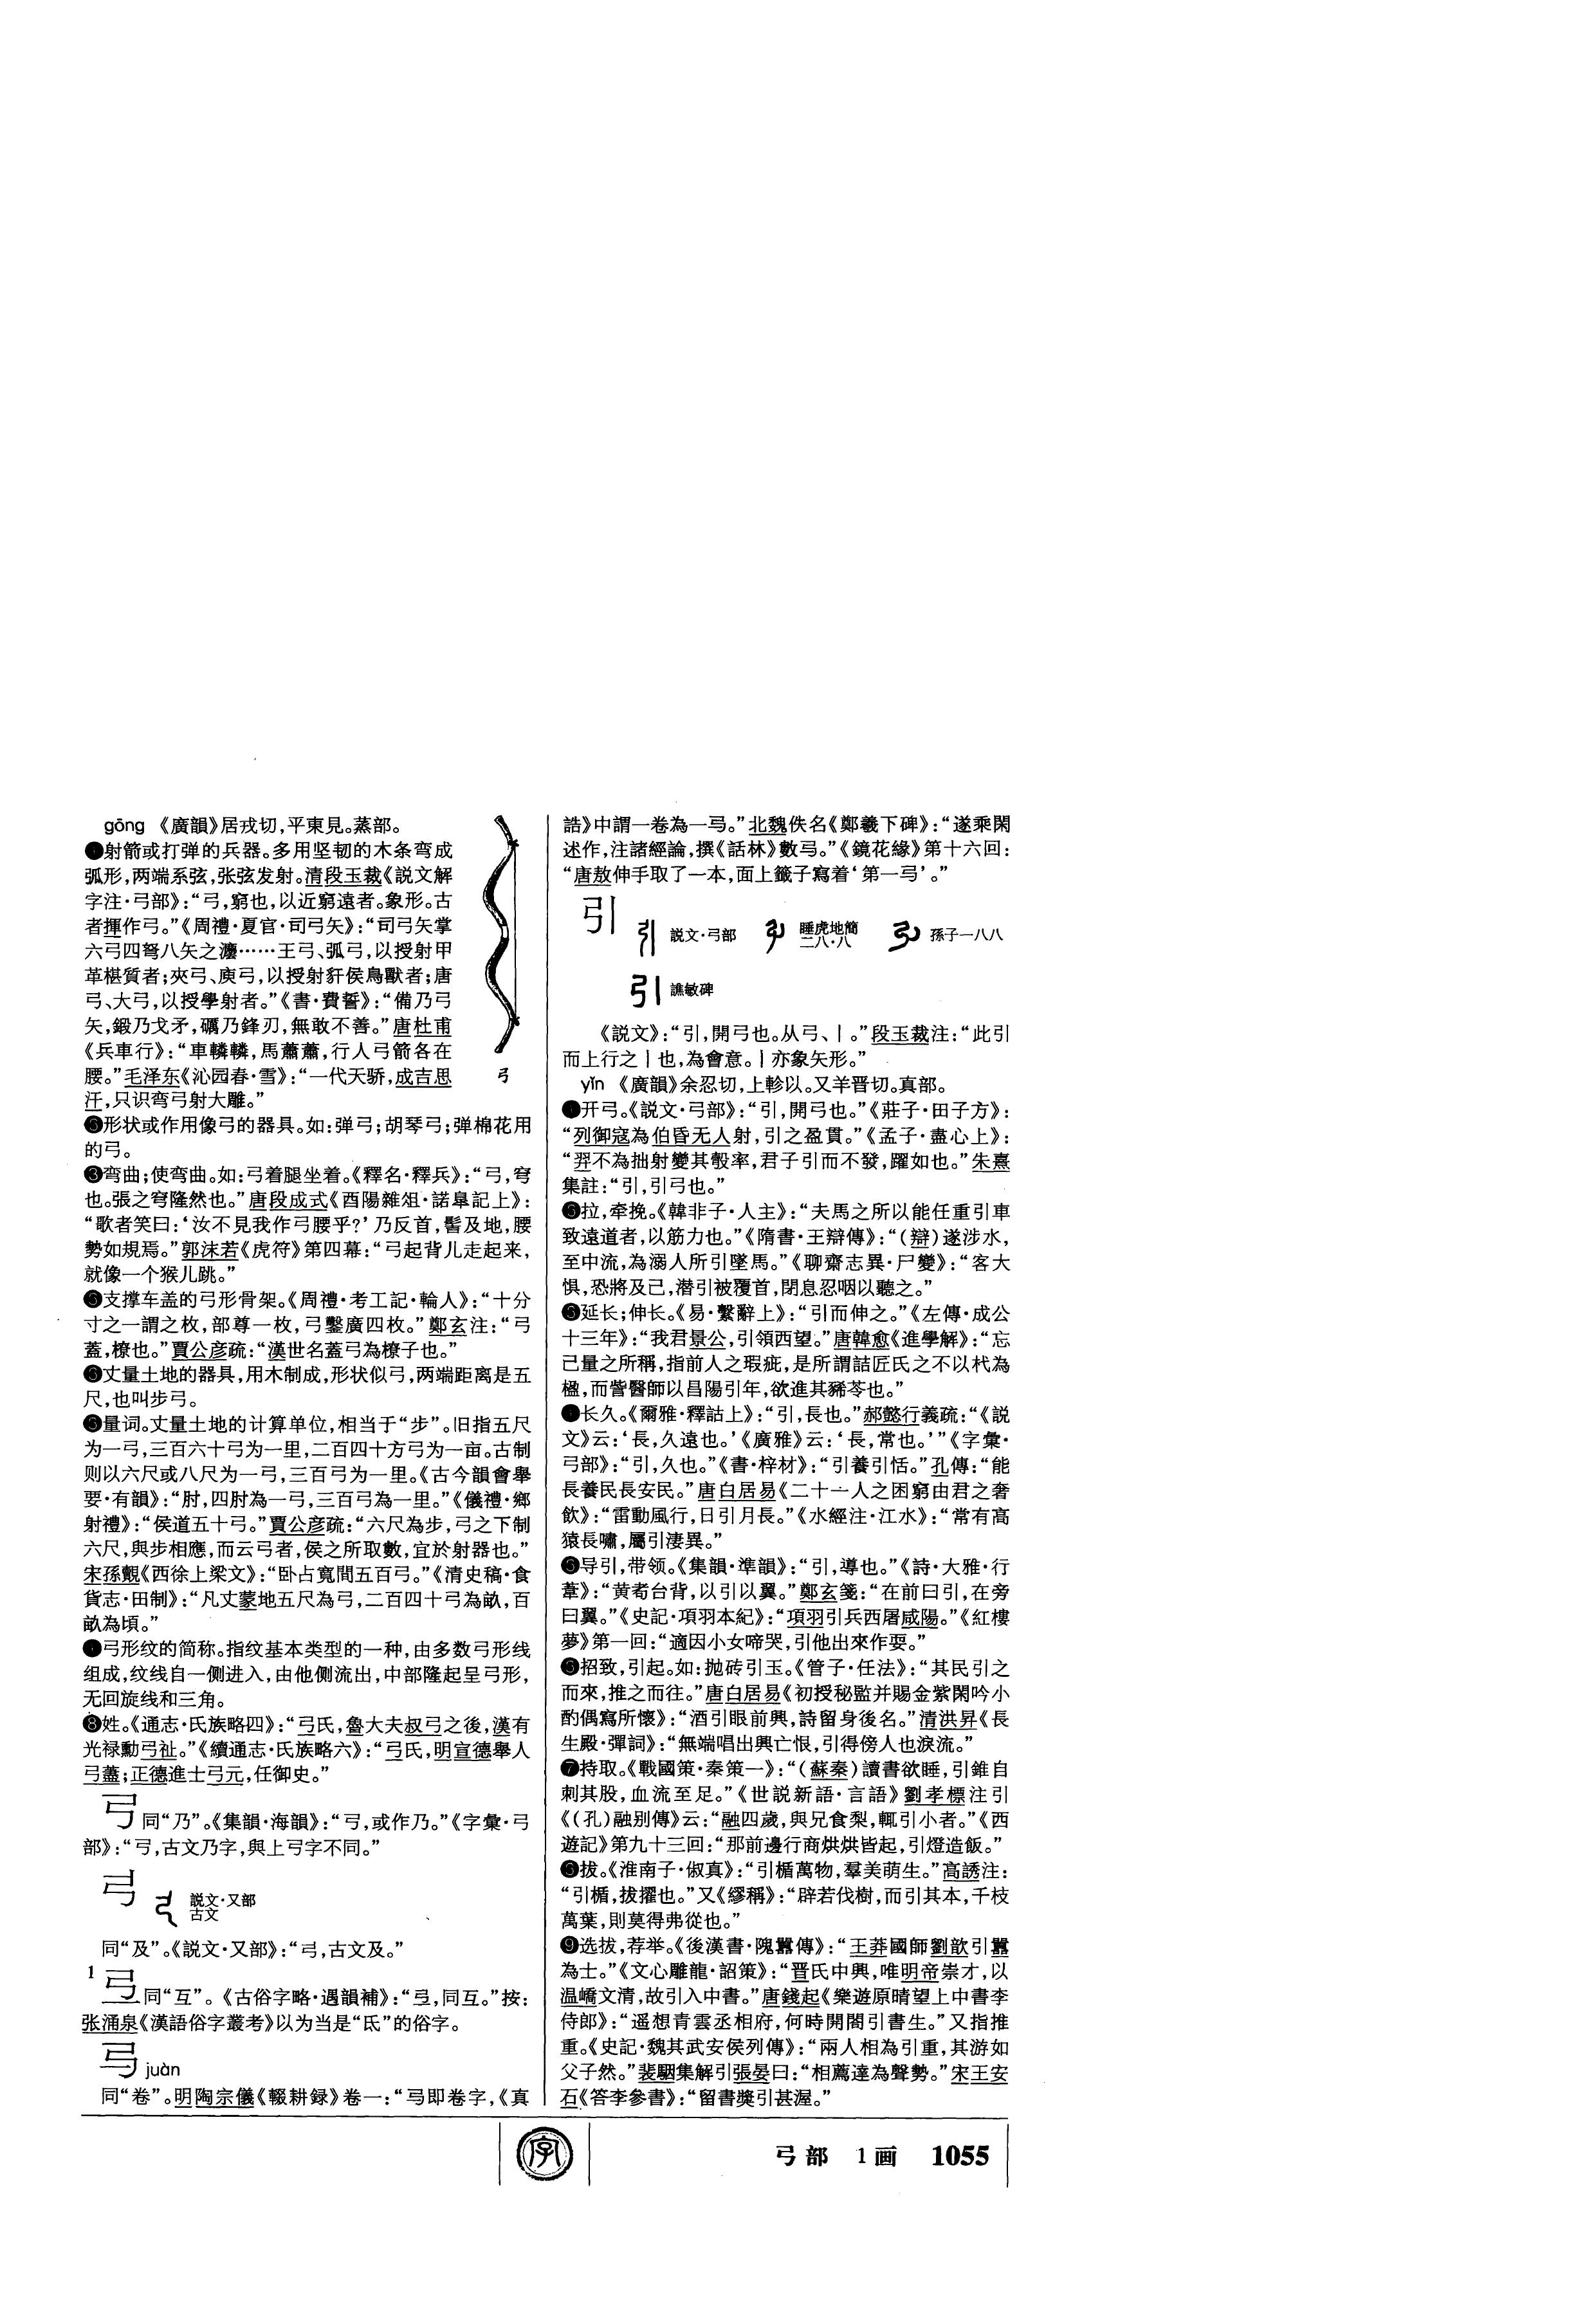 gōng 《廣韻》居戎切,平東見。蒸部。
❶射箭或打弹的兵器。多用坚韧的木条弯成
弧形,两端系弦,张弦发射。清段玉裁《説文解
字注·弓部》:“弓,窮也,以近窮遠者。象形。古
者揮作弓。”《周禮·夏官·司弓矢》:“司弓矢掌
六弓四弩八矢之灋……王弓、弧弓,以授射甲
革椹質者;夾弓、庾弓,以授射豻侯鳥獸者;唐
弓、大弓,以授學射者。”《書·費誓》:“備乃弓
矢,鍛乃戈矛,礪乃鋒刃,無敢不善。”唐杜甫
《兵車行》:“車轔轔,馬蕭蕭,行人弓箭各在
腰。”毛泽东《沁园春·雪》:“一代天骄,成吉思
汗,只识弯弓射大雕。”
弓
形状或作用像弓的器具。如:弹弓;胡琴弓;弹棉花用
的弓。
❸弯曲;使弯曲。如:弓着腿坐着。《釋名·釋兵》:“弓,穹
也。張之穹隆然也。”唐段成式《酉陽雜俎·諾皐記上》:
“歌者笑曰:‘汝不見我作弓腰乎?’乃反首,髻及地,腰
勢如規焉。”郭沫若《虎符》第四幕:“弓起背儿走起来,
就像一个猴儿跳。”
支撑车盖的弓形骨架。《周禮·考工記·輪人》:“十分
寸之一謂之枚,部尊一枚,弓鑿廣四枚。”鄭玄注:“弓
蓋,橑也。”賈公彦疏:“漢世名蓋弓為橑子也。”
丈量土地的器具,用木制成,形状似弓,两端距离是五
尺,也叫步弓。
量词。丈量土地的计算单位,相当于“步”。旧指五尺
为一弓,三百六十弓为一里,二百四十方弓为一亩。古制
则以六尺或八尺为一弓,三百弓为一里。《古今韻會舉
要·有韻》:“肘,四肘為一弓,三百弓為一里。”《儀禮·鄉
射禮》:“侯道五十弓。”賈公彦疏:“六尺為步,弓之下制
六尺,與步相應,而云弓者,侯之所取數,宜於射器也。”
宋孫覿《西徐上梁文》:“卧占寬閒五百弓。”《清史稿·食
貨志·田制》:“凡丈蒙地五尺為弓,二百四十弓為畝,百
畝為頃。”
弓形纹的简称。指纹基本类型的一种,由多数弓形线
组成,纹线自一侧进入,由他侧流出,中部隆起呈弓形,
无回旋线和三角。
❽姓。《通志·氏族略四》:“弓氏,魯大夫叔弓之後,漢有
光禄勳弓祉。”《續通志·氏族略六》:“弓氏,明宣德舉人
弓藎;正德進士弓元,任御史。”
同“乃”。《集韻·海韻》:“弓,或作乃。”《字彙·弓
部》:“弓,古文乃字,與上弓字不同。”
説文·又部
古文
同“及”。《説文·又部》:“弓,古文及。”
1
同“互”。《古俗字略·遇韻補》:“,同互。”按:
张涌泉《漢語俗字叢考》以为当是“氐”的俗字。
juàn
同“卷”。明陶宗儀《輟耕録》卷一:“弓即卷字,《真
誥》中謂一卷為一弓。”北魏佚名《鄭羲下碑》:“遂乘閑
述作,注諸經論,撰《話林》數弓。”《鏡花緣》第十六回:
“唐敖伸手取了一本,面上籤子寫着‘第一弓’。”
引
説文·弓部 睡虎地簡二八·八 孫子一八八
譙敏碑
《説文》:“引,開弓也。从弓、丨。”段玉裁注:“此引
而上行之丨也,為會意。丨亦象矢形。”
yǐn 《廣韻》余忍切,上軫以。又羊晋切。真部。
❶开弓。《説文·弓部》:“引,開弓也。”《莊子·田子方》:
“列御寇為伯昏无人射,引之盈貫。”《孟子·盡心上》:
“羿不為拙射變其彀率,君子引而不發,躍如也。”朱熹
集註:“引,引弓也。”
拉,牵挽。《韓非子·人主》:“夫馬之所以能任重引車
致遠道者,以筋力也。”《隋書·王辯傳》:“(辯)遂涉水,
至中流,為溺人所引墜馬。”《聊齋志異·尸變》:“客大
惧,恐將及己,潛引被覆首,閉息忍咽以聽之。”
延长;伸长。《易·繫辭上》:“引而伸之。”《左傳·成公
十三年》:“我君景公,引領西望。”唐韓愈《進學解》:“忘
己量之所稱,指前人之瑕疵,是所謂詰匠氏之不以杙為
楹,而訾醫師以昌陽引年,欲進其豨苓也。”
长久。《爾雅·釋詁上》:“引,長也。”郝懿行義疏:“《説
文》云:‘長,久遠也。’《廣雅》云:‘長,常也。’”《字彙·
弓部》:“引,久也。”《書·梓材》:“引養引恬。”孔傳:“能
長養民長安民。”唐白居易《二十一人之困窮由君之奢
飲》:“雷動風行,日引月長。”《水經注·江水》:“常有高
猿長嘯,屬引淒異。”
导引,带领。《集韻·準韻》:“引,導也。”《詩·大雅·行
葦》:“黄耇台背,以引以翼。”鄭玄箋:“在前曰引,在旁
曰翼。”《史記·項羽本紀》:“項羽引兵西屠咸陽。”《紅樓
夢》第一回:“適因小女啼哭,引他出來作耍。”
招致,引起。如:抛砖引玉。《管子·任法》:“其民引之
而來,推之而往。”唐白居易《初授秘監并賜金紫閑吟小
酌偶寫所懷》:“酒引眼前興,詩留身後名。”清洪昇《長
生殿·彈詞》:“無端唱出興亡恨,引得傍人也淚流。”
❼持取。《戰國策·秦策一》:“(蘇秦)讀書欲睡,引錐自
刺其股,血流至足。”《世説新語·言語》劉孝標注引
《(孔)融别傳》云:“融四歲,與兄食梨,輒引小者。”《西
遊記》第九十三回:“那前邊行商烘烘皆起,引燈造飯。”
拔。《淮南子·俶真》:“引楯萬物,羣美萌生。”高誘注:
“引楯,拔擢也。”又《繆稱》:“辟若伐樹,而引其本,千枝
萬葉,則莫得弗從也。”
❾选拔,荐举。《後漢書·隗囂傳》:“王莽國師劉歆引囂
為士。”《文心雕龍·詔策》:“晋氏中興,唯明帝崇才,以
温嶠文清,故引入中書。”唐錢起《樂遊原晴望上中書李
侍郎》:“遥想青雲丞相府,何時開閤引書生。”又指推
重。《史記·魏其武安侯列傳》:“兩人相為引重,其游如
父子然。”裴駰集解引張晏曰:“相薦達為聲勢。”宋王安
石《答李參書》:“留書奬引甚渥。”
字
弓部 1画 1055